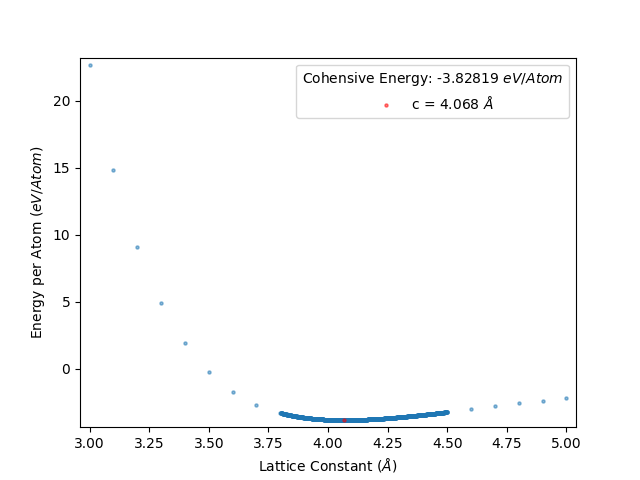 Cohensive Energy: -3.82819 eV/Atom
c = 4.068 Å
20
15
10
5
0
Energy per Atom (eV/Atom)
3.00 3.25 3.50 3.75 4.00 4.25 4.50 4.75 5.00
Lattice Constant (Å)